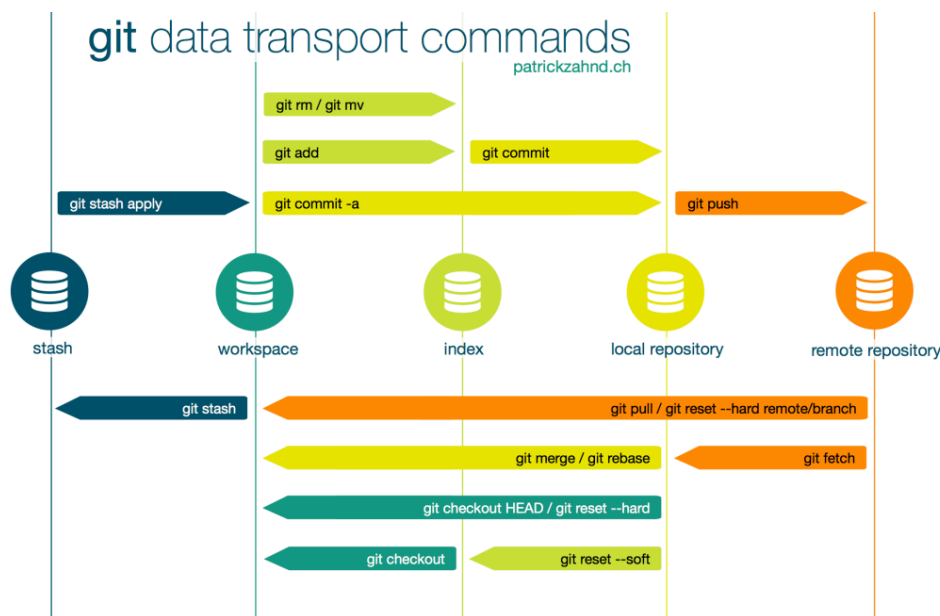 git data transport commands
patrickzahnd.ch
git rm / git mv
git add
git commit
git stash apply
git commit -a
git push
stash
workspace
index
local repository
remote repository
git stash
git pull / git reset --hard remote/branch
git merge / git rebase
git fetch
git checkout HEAD / git reset --hard
git checkout
git reset --soft